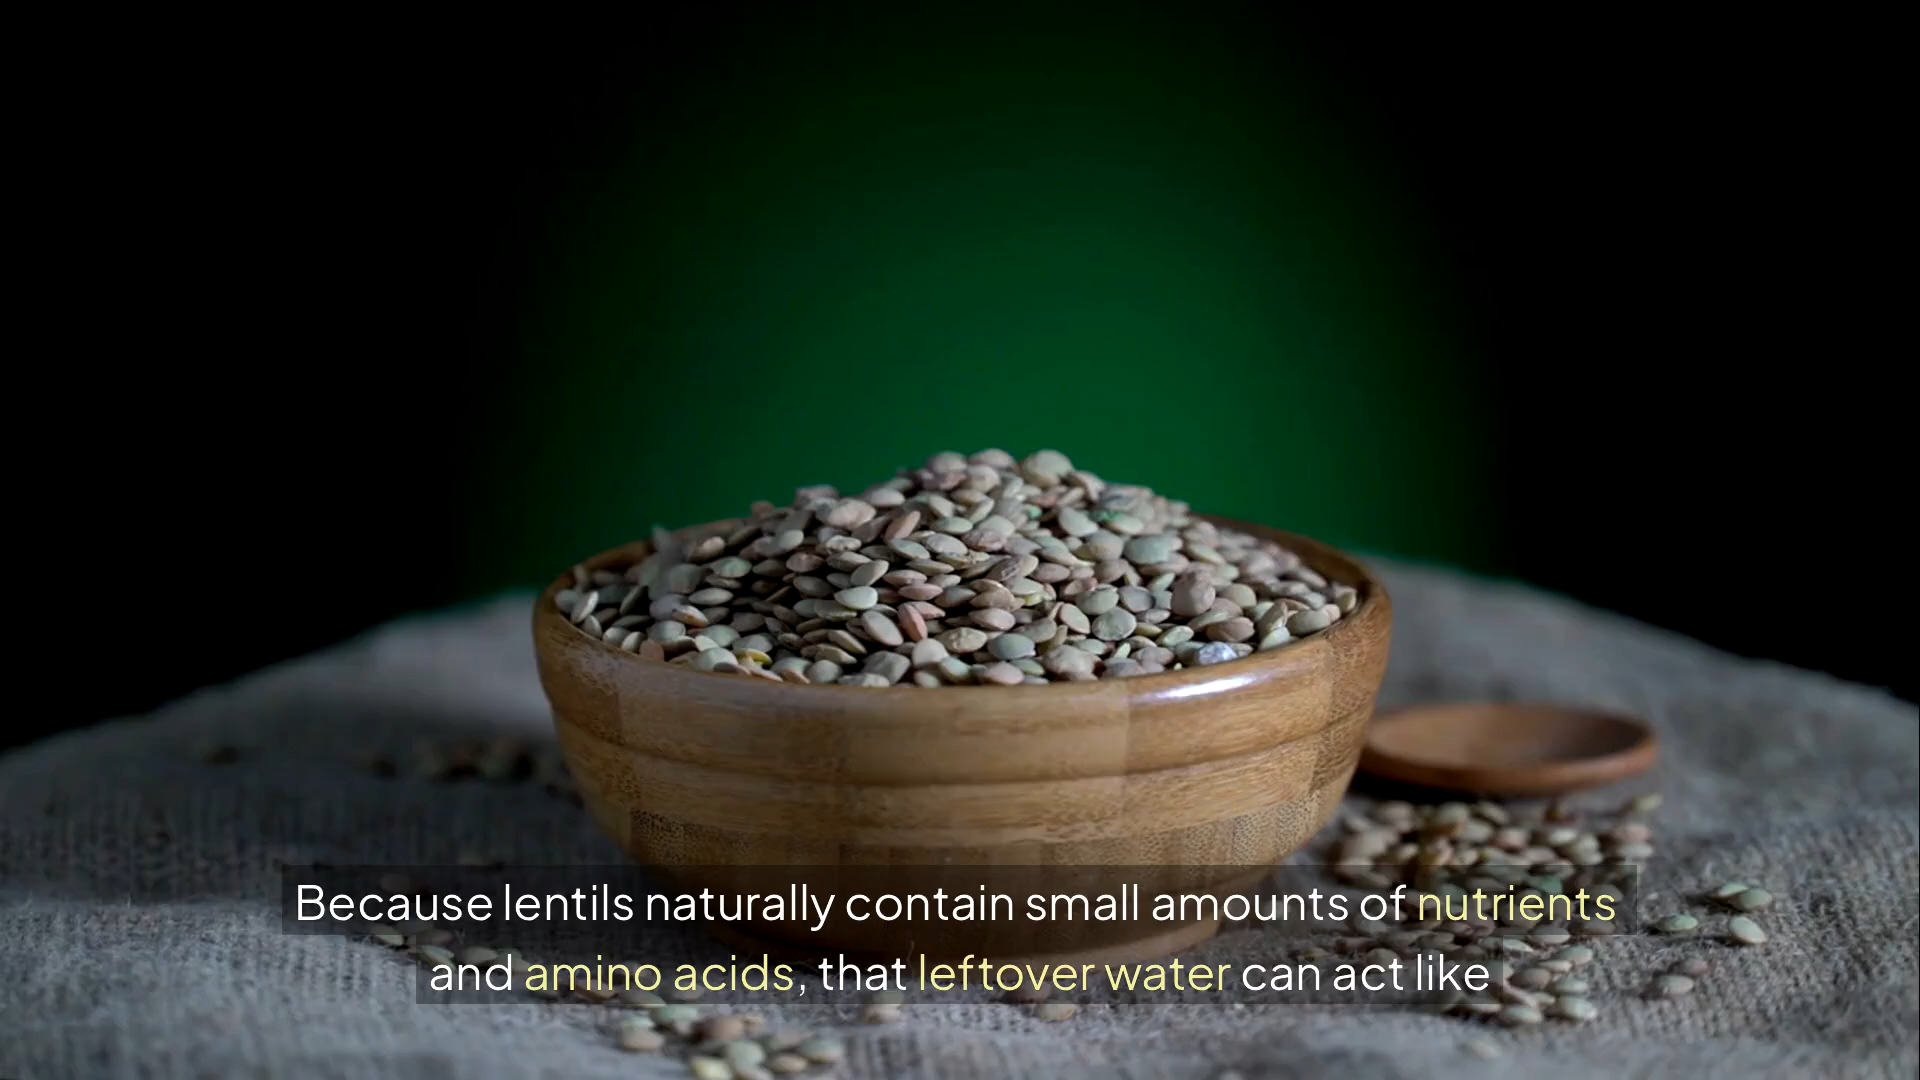 Because lentils naturally contain small amounts of nutrients
and amino acids, that leftover water can act like